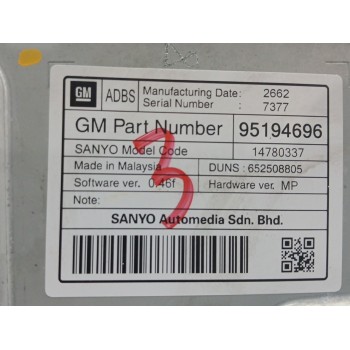 GM ADBS Manufacturing Date: 2662
Serial Number : 7377
GM Part Number 95194696
SANYO Model Code 14780337
Made in Malaysia DUNS : 652508805
Software ver. 0.46f Hardware ver. MP
Note:
SANYO Automedia Sdn. Bhd.
3